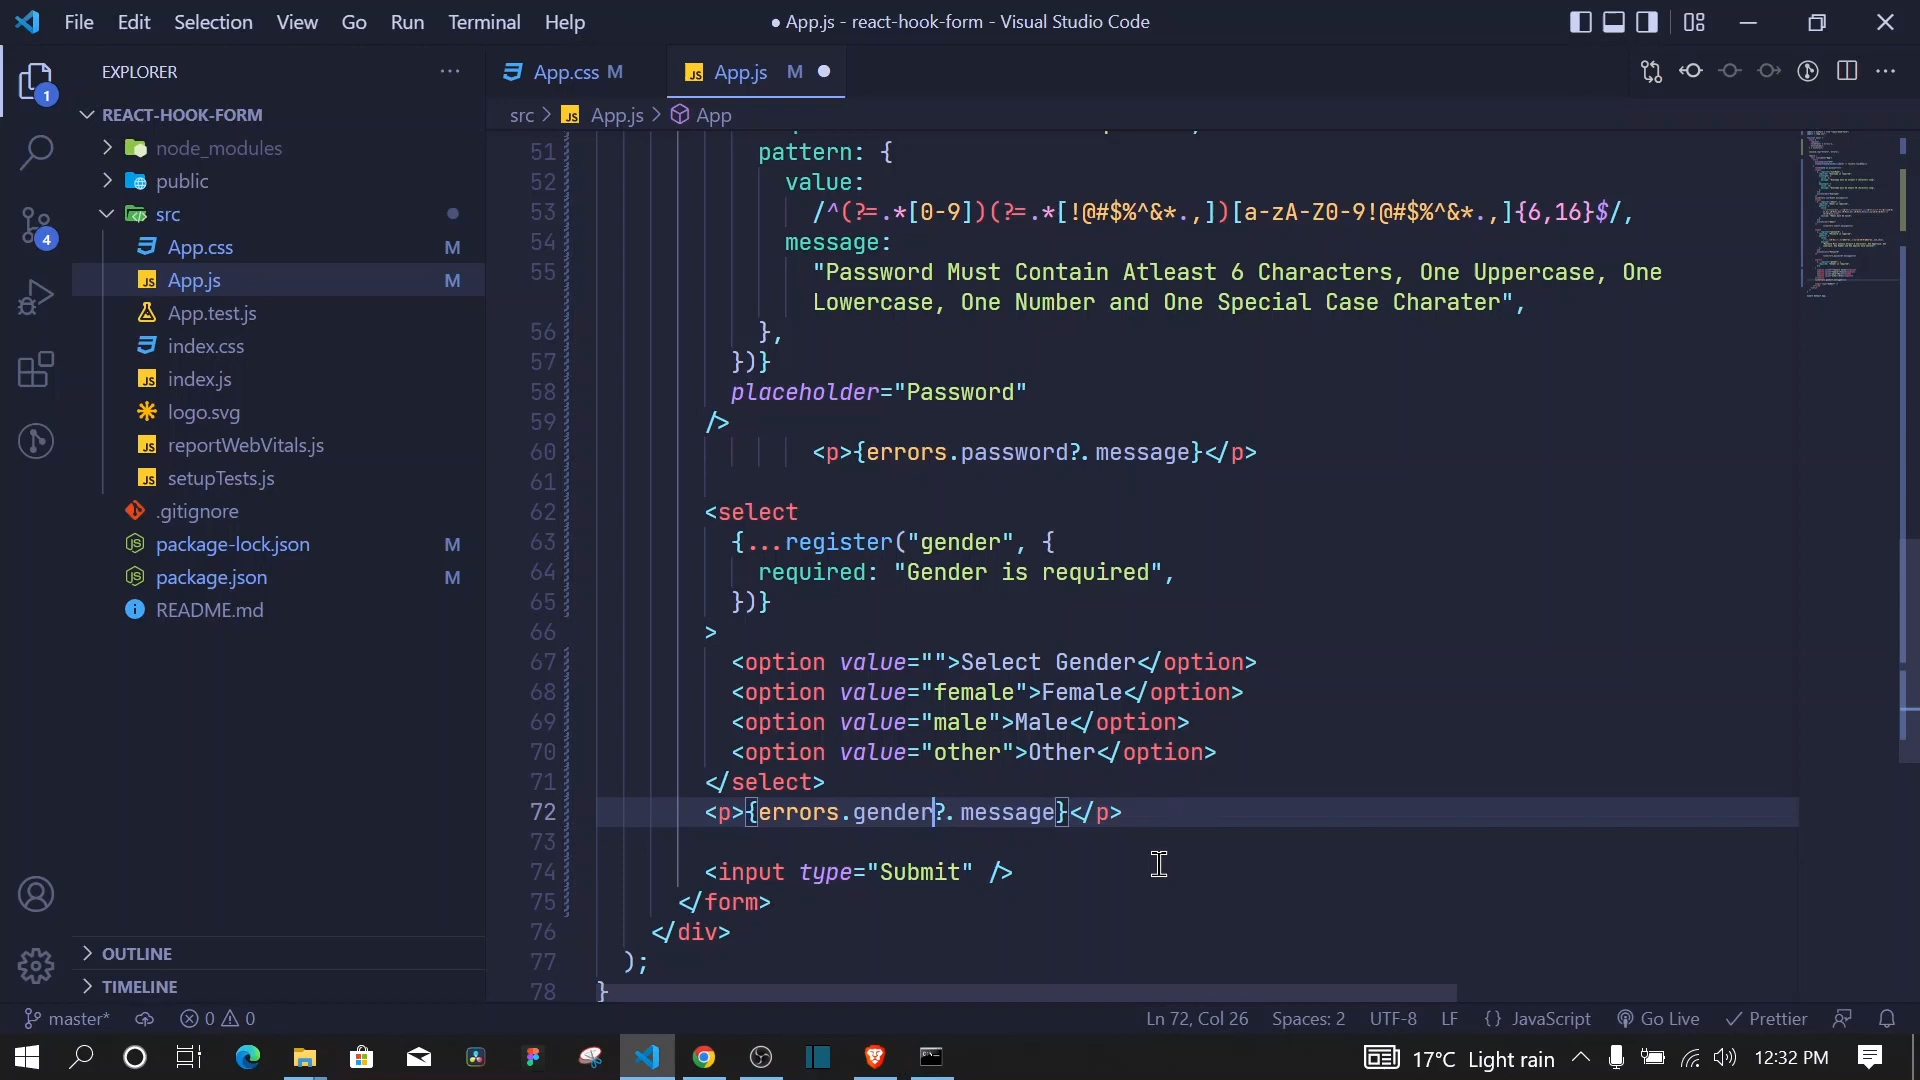 File Edit Selection View Go Run Terminal Help
● App.js - react-hook-form - Visual Studio Code
EXPLORER
REACT-HOOK-FORM
node_modules
public
src
App.css M
App.js M
App.test.js
index.css
index.js
logo.svg
reportWebVitals.js
setupTests.js
.gitignore
package-lock.json M
package.json M
README.md
OUTLINE
TIMELINE
1
4
App.css M
App.js M
src > App.js > App
51 pattern: {
52 value:
53 /^(?=.*[0-9])(?=.*[!@#$%^&*.,])[a-zA-Z0-9!@#$%^&*.,]{6,16}$/,
54 message:
55 "Password Must Contain Atleast 6 Characters, One Uppercase, One
Lowercase, One Number and One Special Case Charater",
56 },
57 })}
58 placeholder="Password"
59 />
60 <p>{errors.password?.message}</p>
61
62 <select
63 {...register("gender", {
64 required: "Gender is required",
65 })}
66 >
67 <option value="">Select Gender</option>
68 <option value="female">Female</option>
69 <option value="male">Male</option>
70 <option value="other">Other</option>
71 </select>
72 <p>{errors.gender?.message}</p>
73
74 <input type="Submit" />
75 </form>
76 </div>
77 );
78 }
master* 0 0
Ln 72, Col 26 Spaces: 2 UTF-8 LF {} JavaScript Go Live Prettier
17°C Light rain 12:32 PM